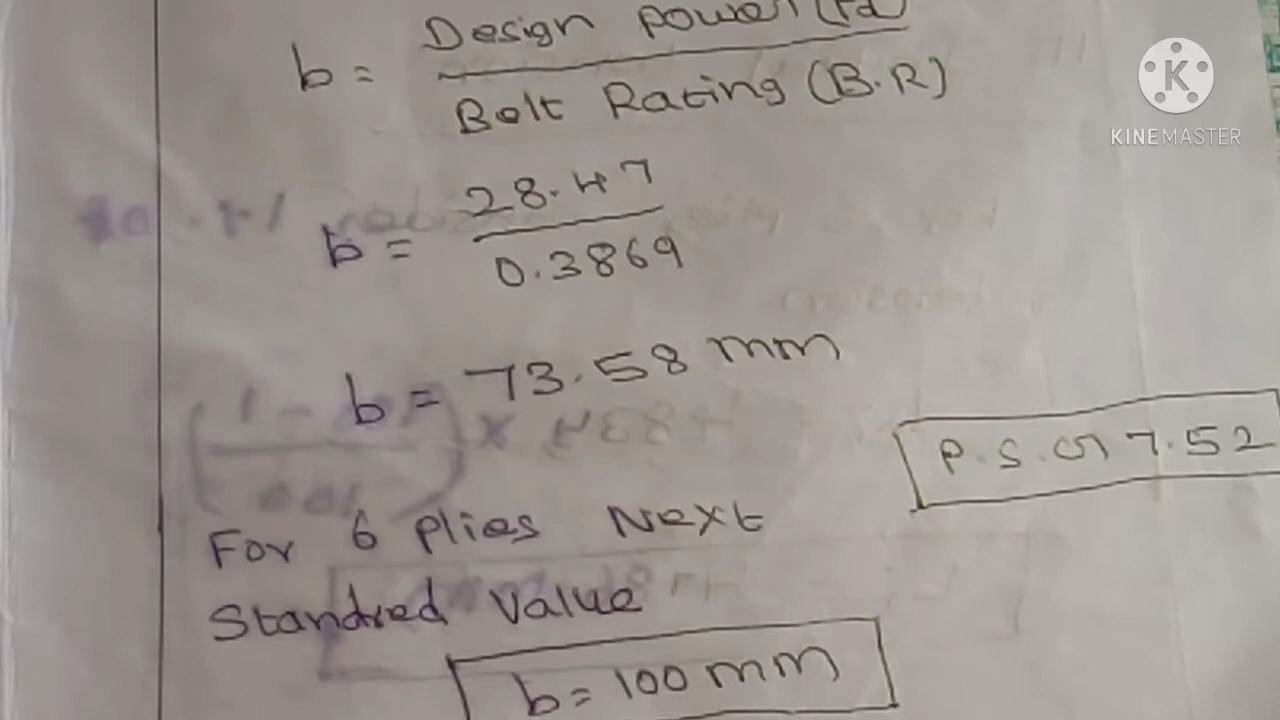 b = Design Power (Pd)
Belt Rating (B.R)
b = 28.47
0.3869
b = 73.58 mm
P.S.G 7.52
For 6 Plies Next
Standred Value
b = 100 mm
K
KINEMASTER